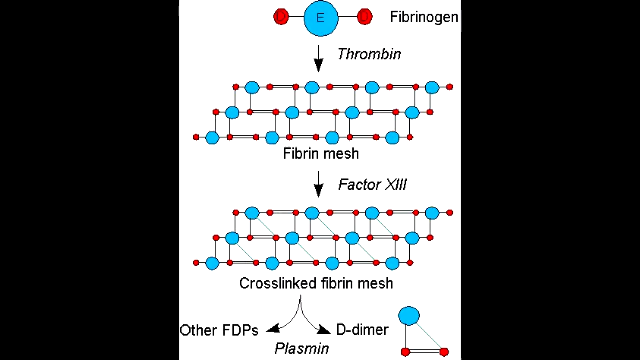 E
Fibrinogen
Thrombin
Fibrin mesh
Factor XIII
Crosslinked fibrin mesh
Other FDPs
D-dimer
Plasmin